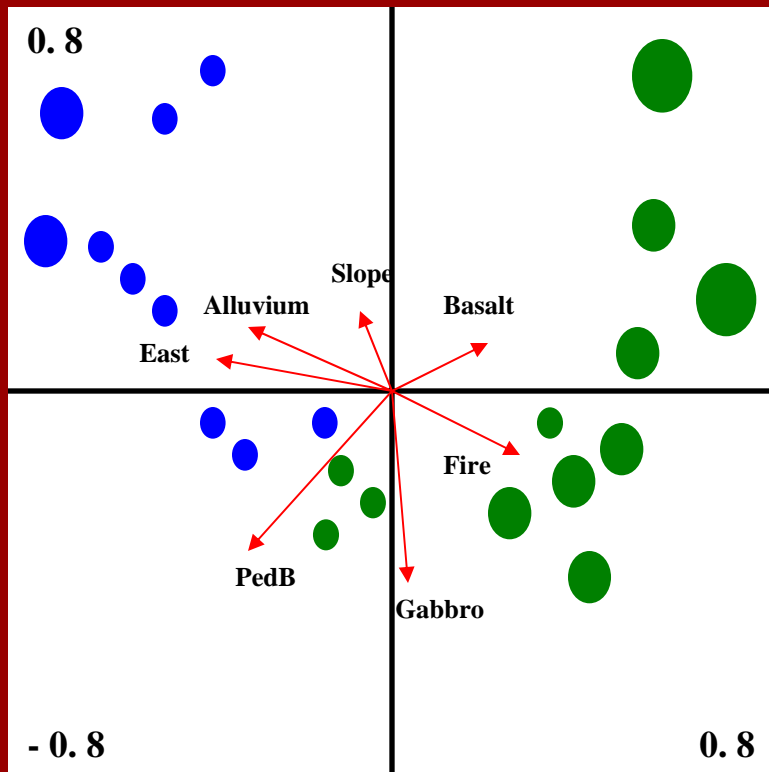 0. 8
Slope
Alluvium
Basalt
East
Fire
PedB
Gabbro
- 0. 8
0. 8